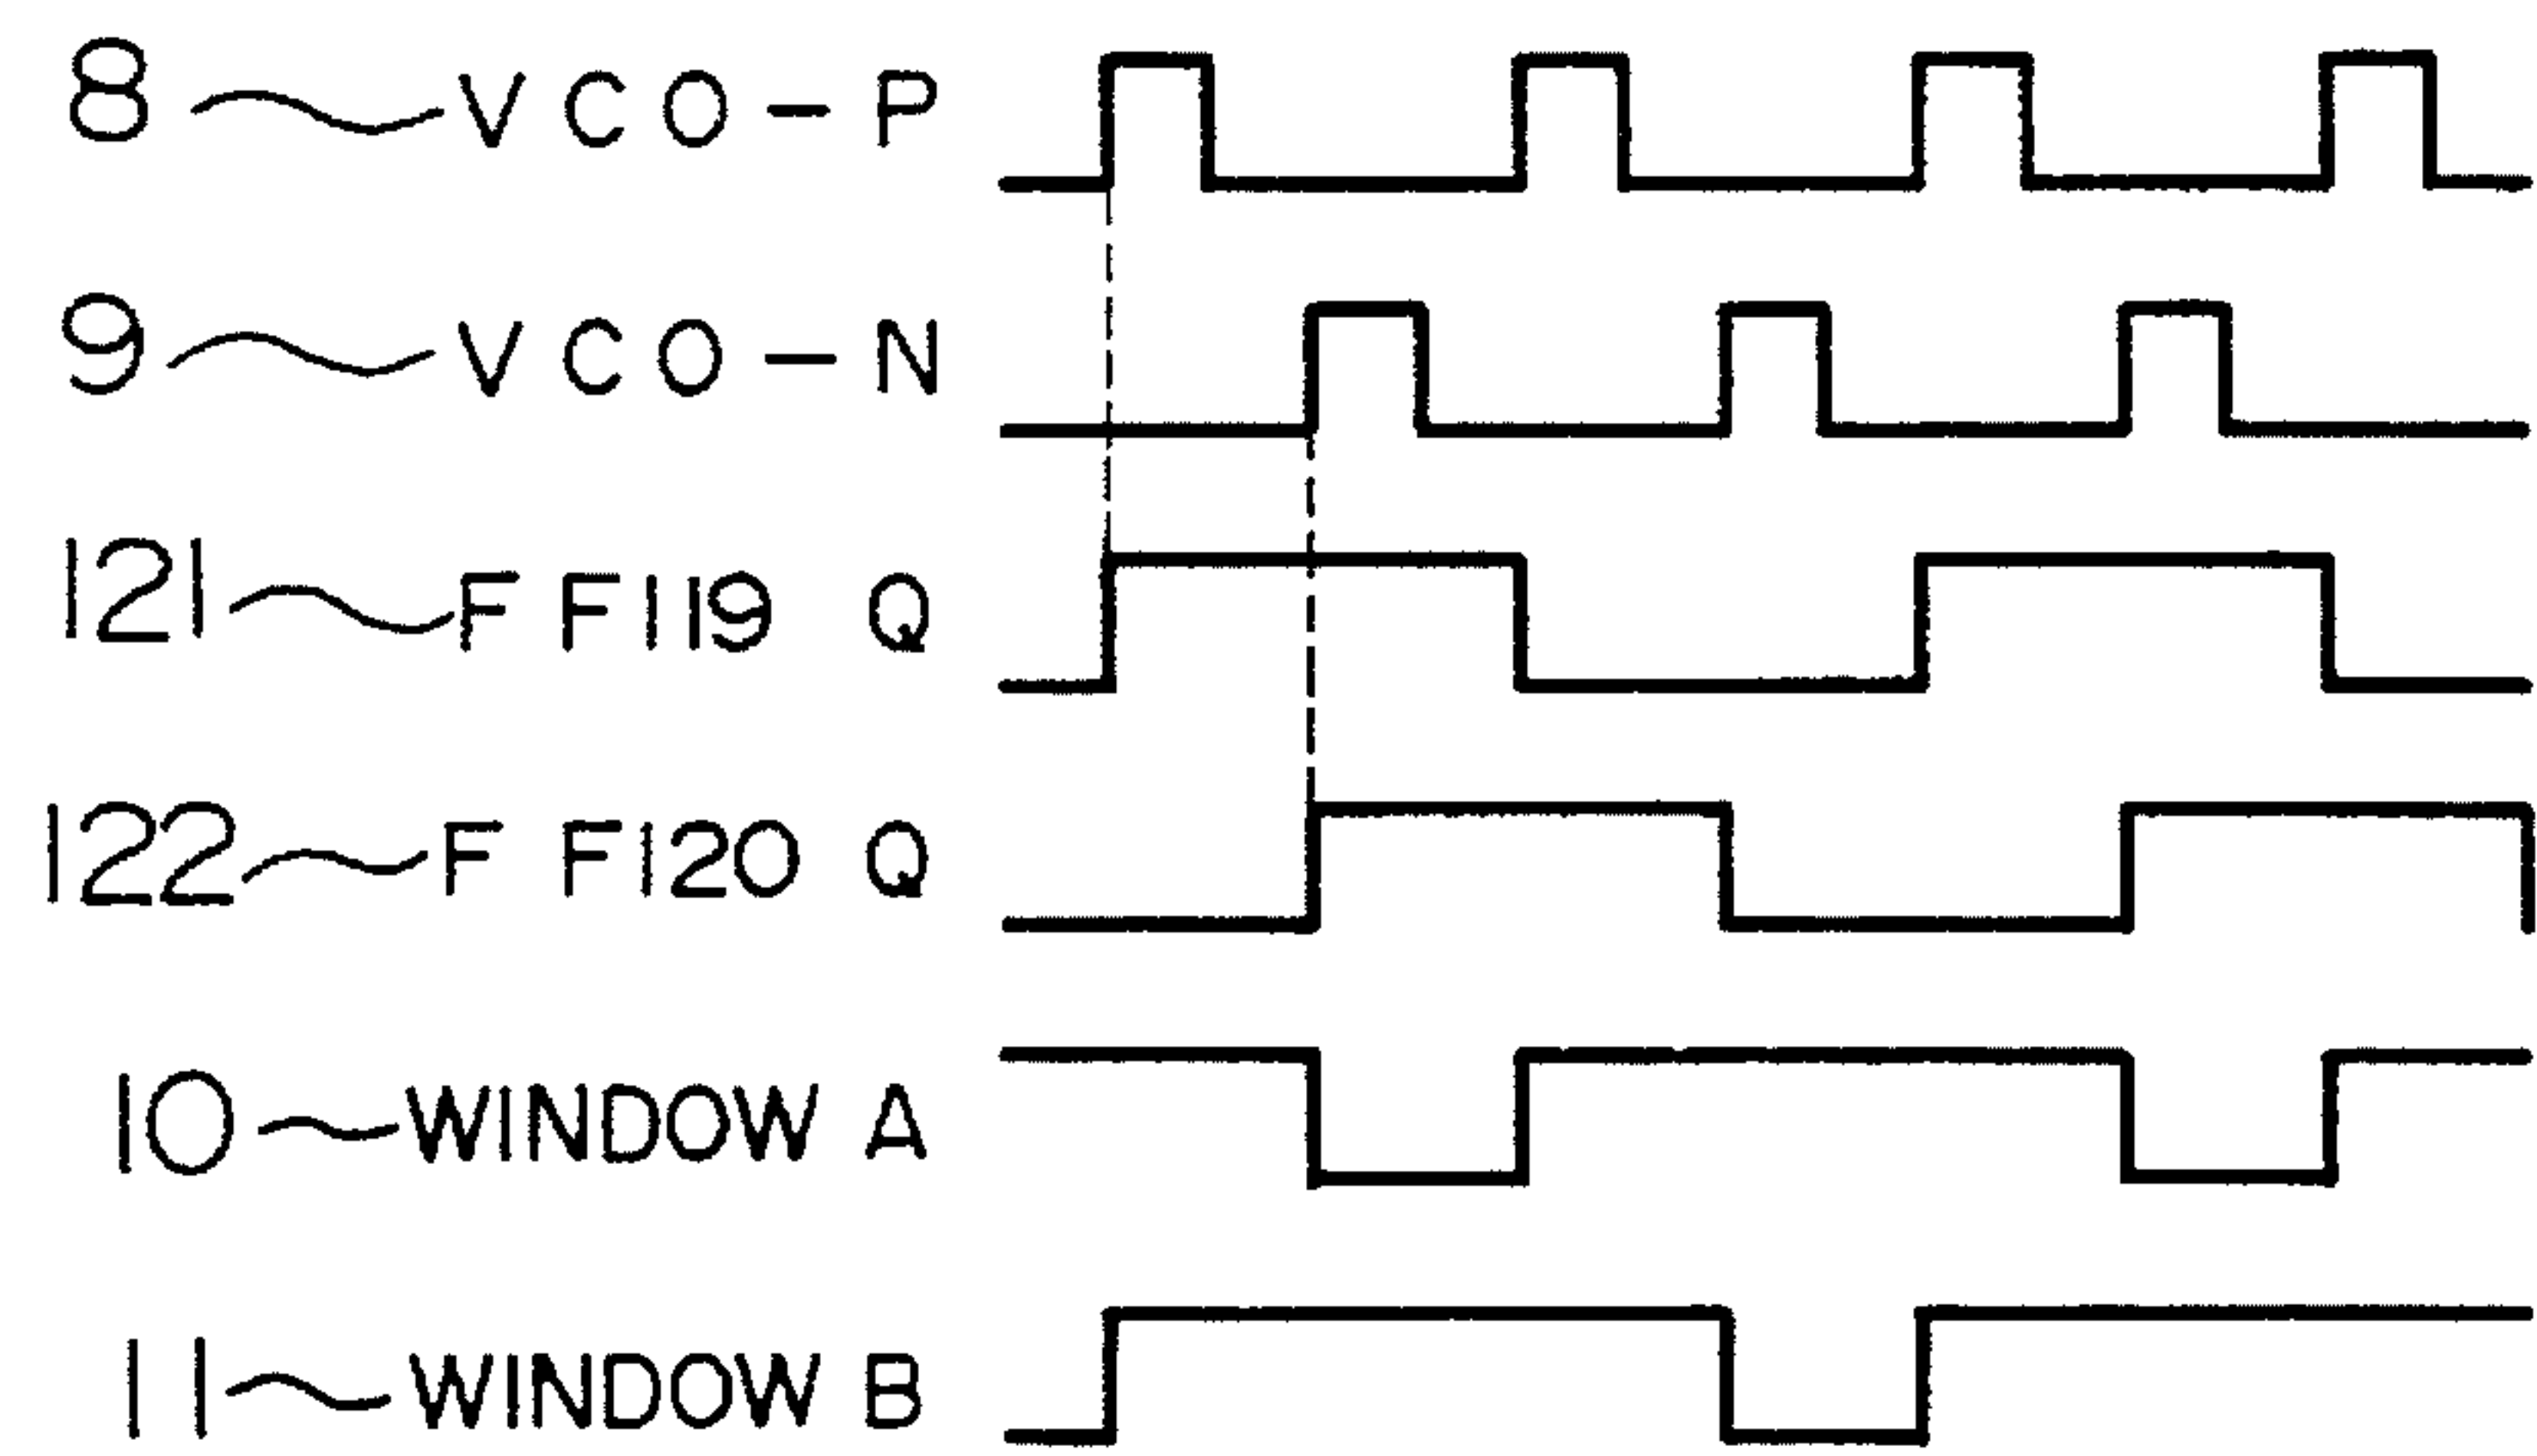 8 VCO-P
9 VCO-N
121 FF119 Q
122 FF120 Q
10 WINDOW A
11 WINDOW B